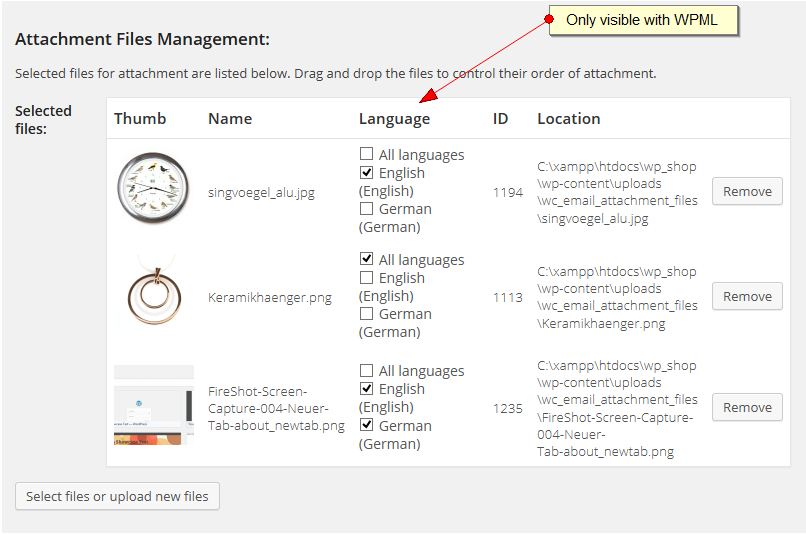 Only visible with WPML
Attachment Files Management:
Selected files for attachment are listed below. Drag and drop the files to control their order of attachment.
Selected
files:
Thumb Name Language ID Location
singvoegel_alu.jpg
All languages
English
(English)
German
(German)
1194
C:\xampp\htdocs\wp_shop
\wp-content\uploads
\wc_email_attachment_files
\singvoegel_alu.jpg
Remove
Keramikhaenger.png
All languages
English
(English)
German
(German)
1113
C:\xampp\htdocs\wp_shop
\wp-content\uploads
\wc_email_attachment_files
\Keramikhaenger.png
Remove
FireShot-Screen-
Capture-004-Neuer-
Tab-about_newtab.png
All languages
English
(English)
German
(German)
1235
C:\xampp\htdocs\wp_shop
\wp-content\uploads
\wc_email_attachment_files
\FireShot-Screen-Capture-
004-Neuer-
Tab-about_newtab.png
Remove
Select files or upload new files